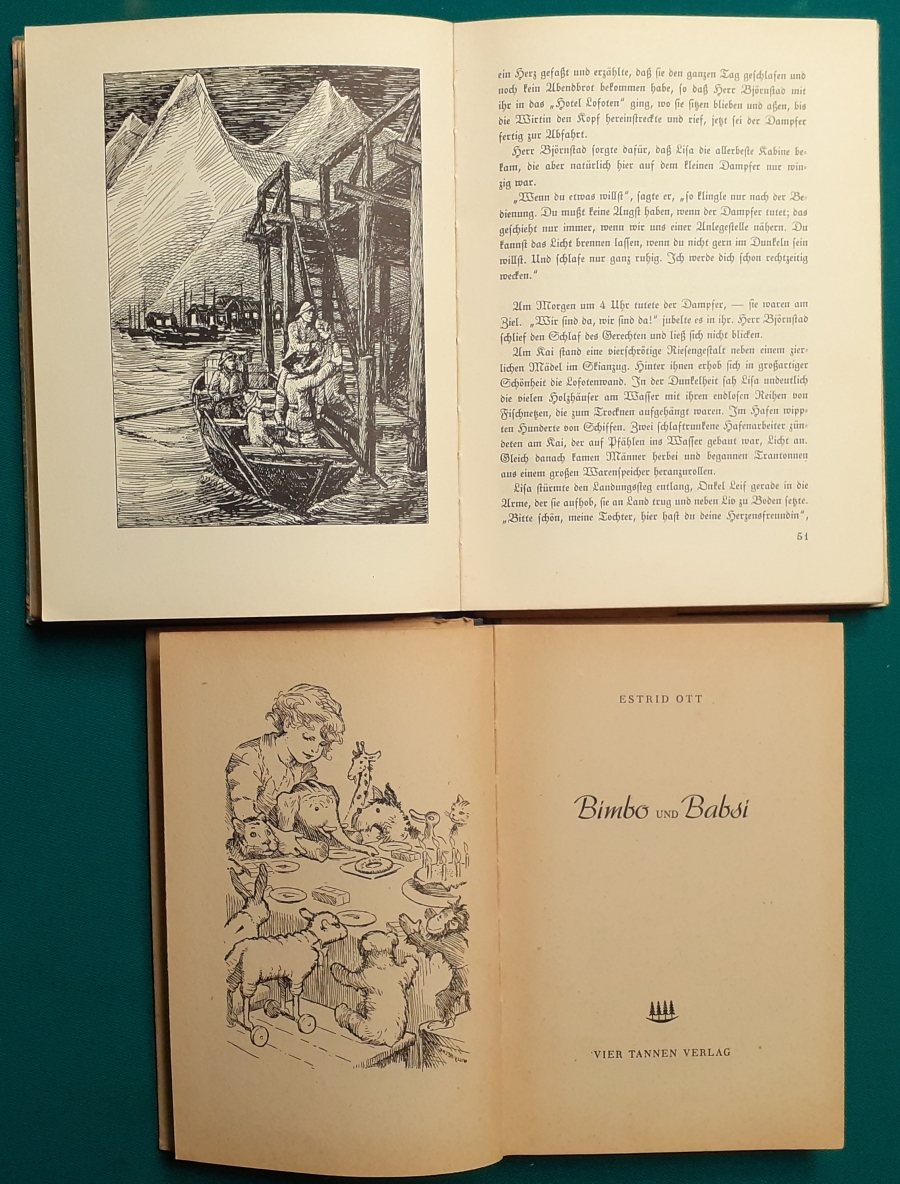 ein Herz gefaßt und erzählte, daß sie den ganzen Tag geschlafen und
noch kein Abendbrot bekommen habe, so daß Herr Björnstad mit
ihr in das „Hotel Lofoten“ ging, wo sie sitzen blieben und aßen, bis
die Wirtin den Kopf hereinstreckte und rief, jetzt sei der Dampfer
fertig zur Abfahrt.
Herr Björnstad sorgte dafür, daß Lisa die allerbeste Kabine be-
kam, die aber natürlich hier auf dem kleinen Dampfer nur win-
zig war.
„Wenn du etwas willst“, sagte er, „so klingle nur nach der Be-
dienung. Du mußt keine Angst haben, wenn der Dampfer tutet; das
geschieht nur immer, wenn wir uns einer Anlegestelle nähern. Du
kannst das Licht brennen lassen, wenn du nicht gern im Dunkeln sein
willst. Und schlafe nur ganz ruhig. Ich werde dich schon rechtzeitig
wecken.“
Am Morgen um 4 Uhr tutete der Dampfer, — sie waren am
Ziel. „Wir sind da, wir sind da!“ jubelte es in ihr. Herr Björnstad
schlief den Schlaf des Gerechten und ließ sich nicht blicken.
Am Kai stand eine vierschrötige Riesengestalt neben einem zier-
lichen Mädel im Skianzug. Hinter ihnen erhob sich in großartiger
Schönheit die Lofotenwand. In der Dunkelheit sah Lisa undeutlich
die vielen Holzhäuser am Wasser mit ihren endlosen Reihen von
Fischnetzen, die zum Trocknen aufgehängt waren. Im Hafen wipp-
ten Hunderte von Schiffen. Zwei schlaftrunkene Hafenarbeiter zün-
deten am Kai, der auf Pfählen ins Wasser gebaut war, Licht an.
Gleich danach kamen Männer herbei und begannen Trantonnen
aus einem großen Warenspeicher heranzurollen.
Lisa stürmte den Landungssteg entlang, Onkel Leif gerade in die
Arme, der sie aufhob, sie an Land trug und neben Liv zu Boden setzte.
„Bitte schön, meine Tochter, hier hast du deine Herzensfreundin“,
51
ESTRID OTT
Bimbo UND Babsi
VIER TANNEN VERLAG